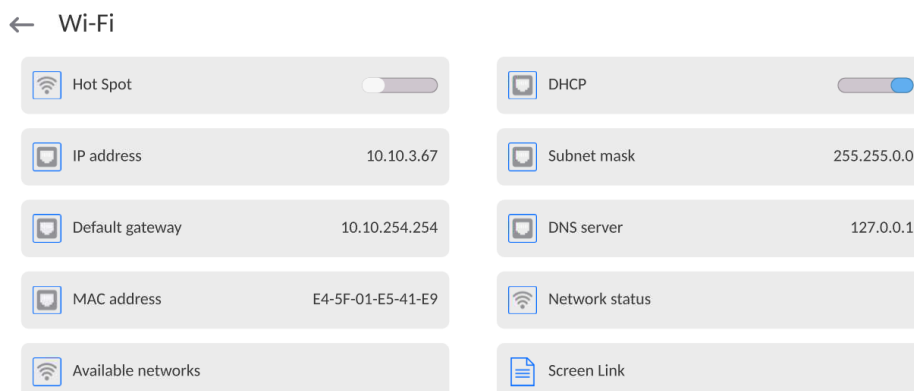 Wi-Fi
Hot Spot
DHCP
IP address 10.10.3.67
Subnet mask 255.255.0.0
Default gateway 10.10.254.254
DNS server 127.0.0.1
MAC address E4-5F-01-E5-41-E9
Network status
Available networks
Screen Link